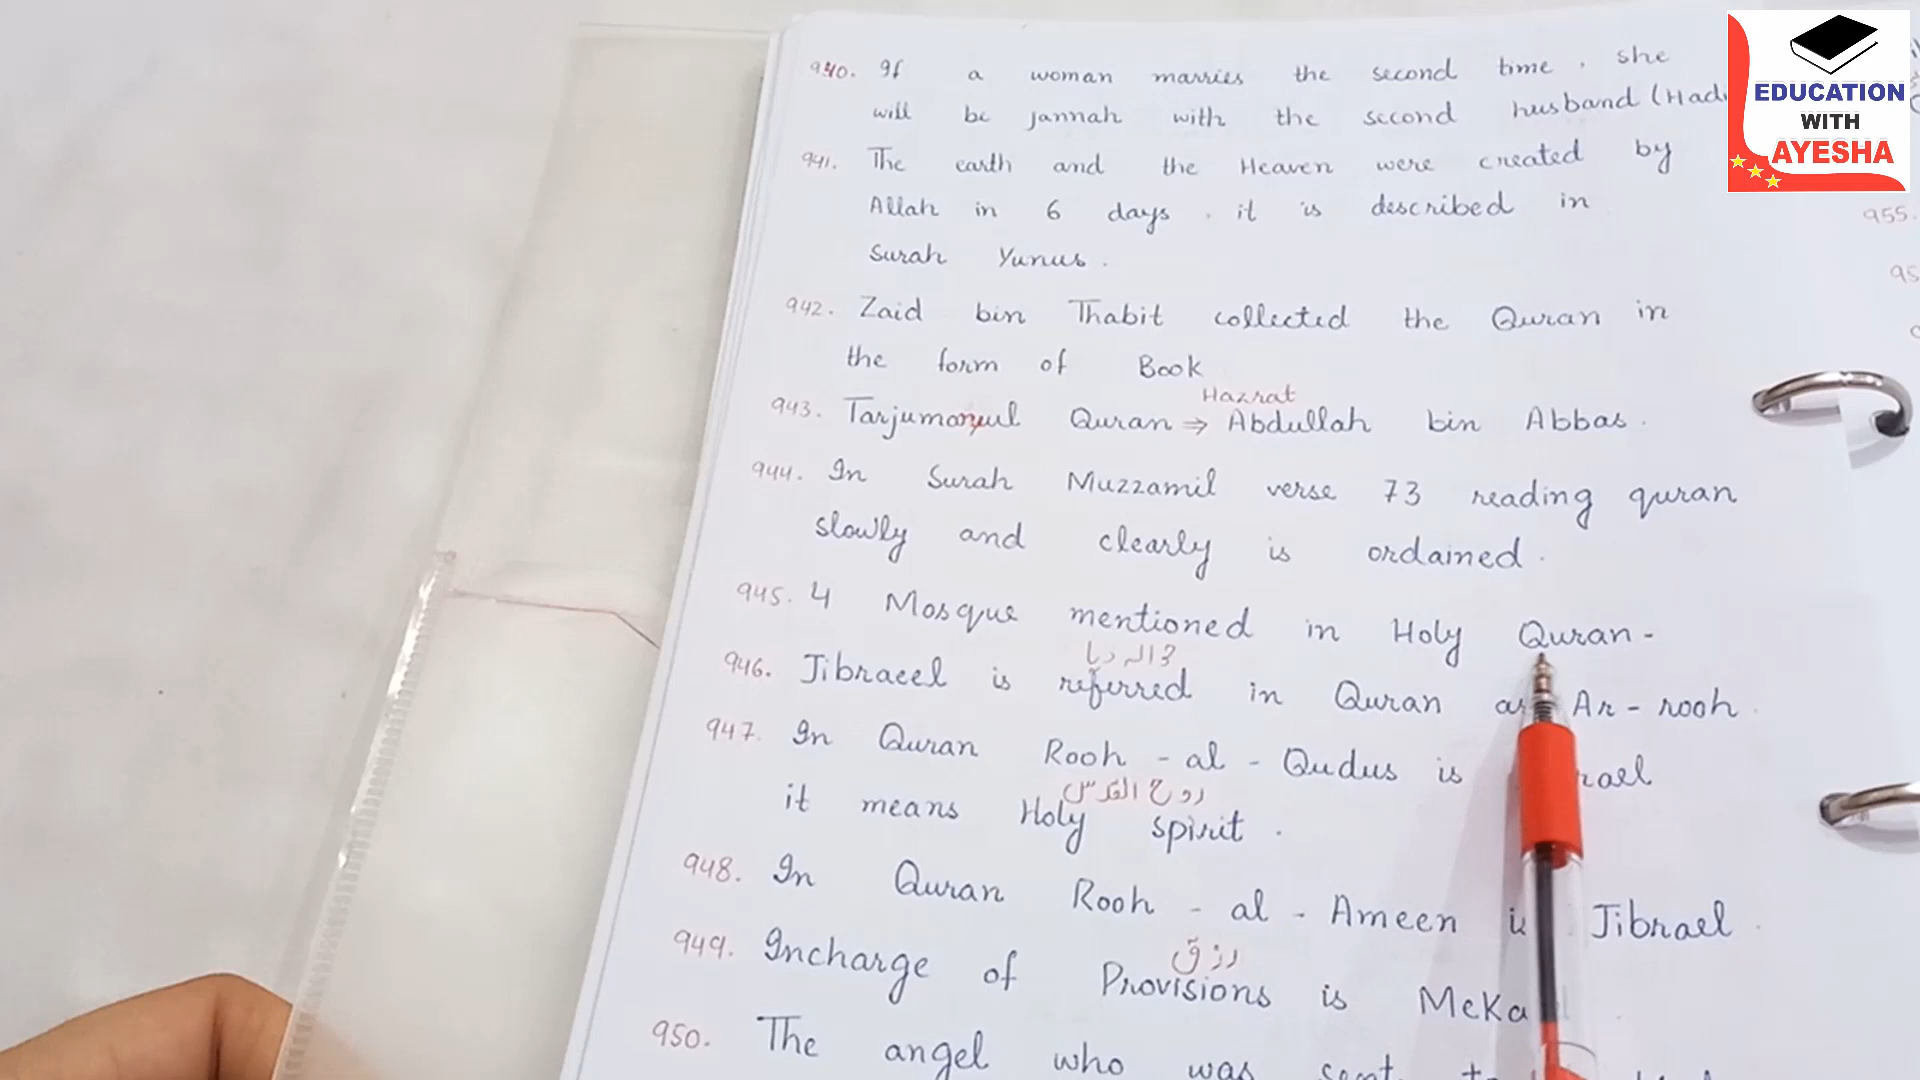 940. If a woman marries the second time, she
will be jannah with the second husband
941. The earth and the Heaven were created by
Allah in 6 days. it is described in
Surah Yunus.
942. Zaid bin Thabit collected the Quran in
the form of Book
Hazrat
943. Quran ⇒ Abdullah bin Abbas.
944. In Surah Muzzamil verse 73 reading quran
slowly and clearly is ordained.
945. 4 Mosque mentioned in Holy Quran-
حوالہ دیا
946. Jibraeel is referred in Quran as Ar-rooh
947. In Quran Rooh-al-Qudus is
روح القدس
it means Holy spirit.
948. In Quran Rooh-al-Ameen is Jibrael.
رزق
949. Incharge of Provisions is
950. The angel who was sent
955.
EDUCATION
WITH
AYESHA